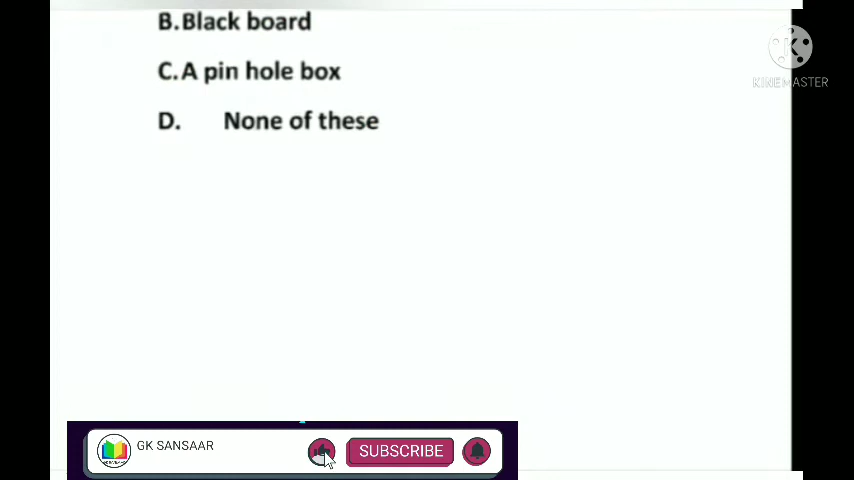 B.Black board
C.A pin hole box
D. None of these
KINEMASTER
GK SANSAAR
SUBSCRIBE